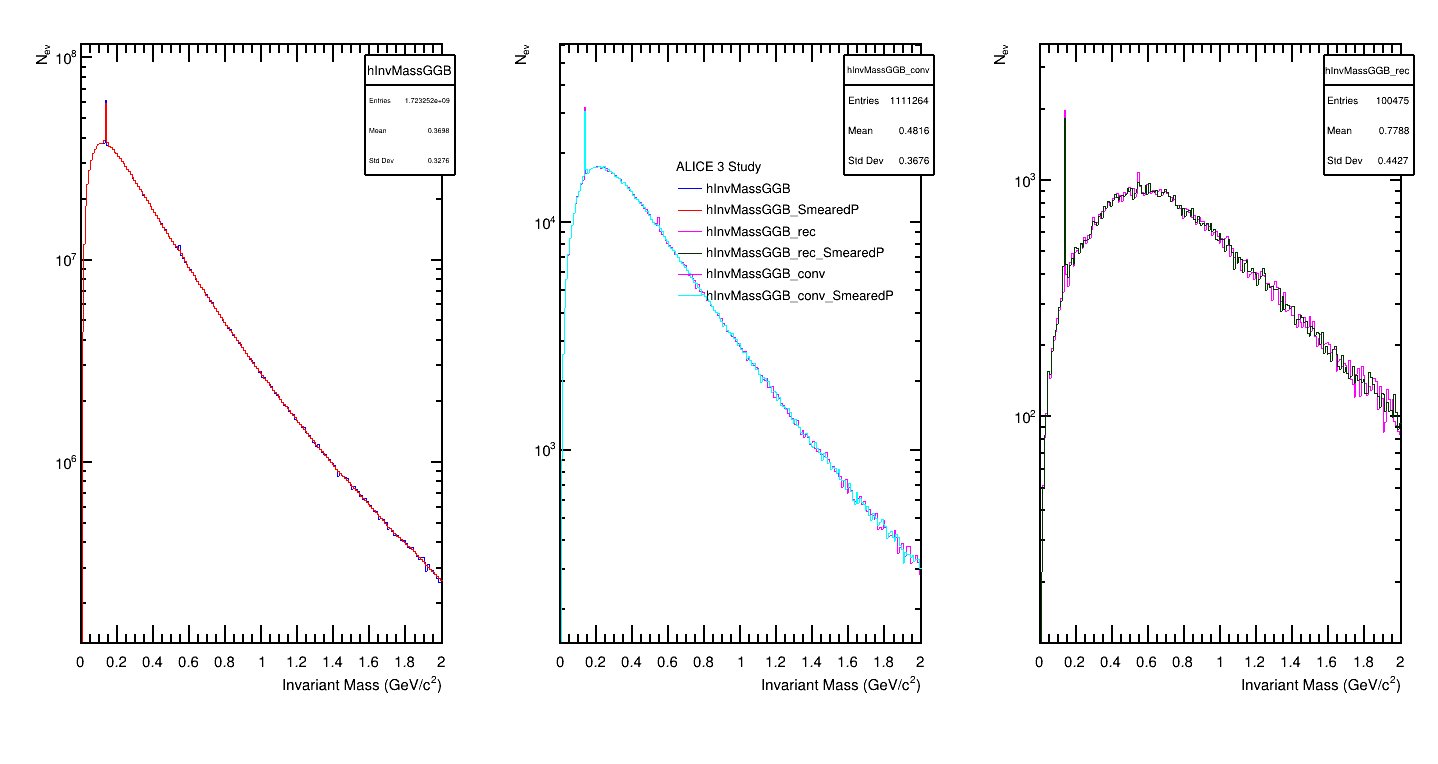 N_ev
10^8
10^7
10^6
hInvMassGGB
Entries 1.723252e+09
Mean 0.3698
Std Dev 0.3276
0 0.2 0.4 0.6 0.8 1 1.2 1.4 1.6 1.8 2
Invariant Mass (GeV/c^2)
N_ev
10^4
10^3
hInvMassGGB_conv
Entries 1111264
Mean 0.4816
Std Dev 0.3676
ALICE 3 Study
hInvMassGGB
hInvMassGGB_SmearedP
hInvMassGGB_rec
hInvMassGGB_rec_SmearedP
hInvMassGGB_conv
hInvMassGGB_conv_SmearedP
0 0.2 0.4 0.6 0.8 1 1.2 1.4 1.6 1.8 2
Invariant Mass (GeV/c^2)
N_ev
10^3
10^2
hInvMassGGB_rec
Entries 100475
Mean 0.7788
Std Dev 0.4427
0 0.2 0.4 0.6 0.8 1 1.2 1.4 1.6 1.8 2
Invariant Mass (GeV/c^2)